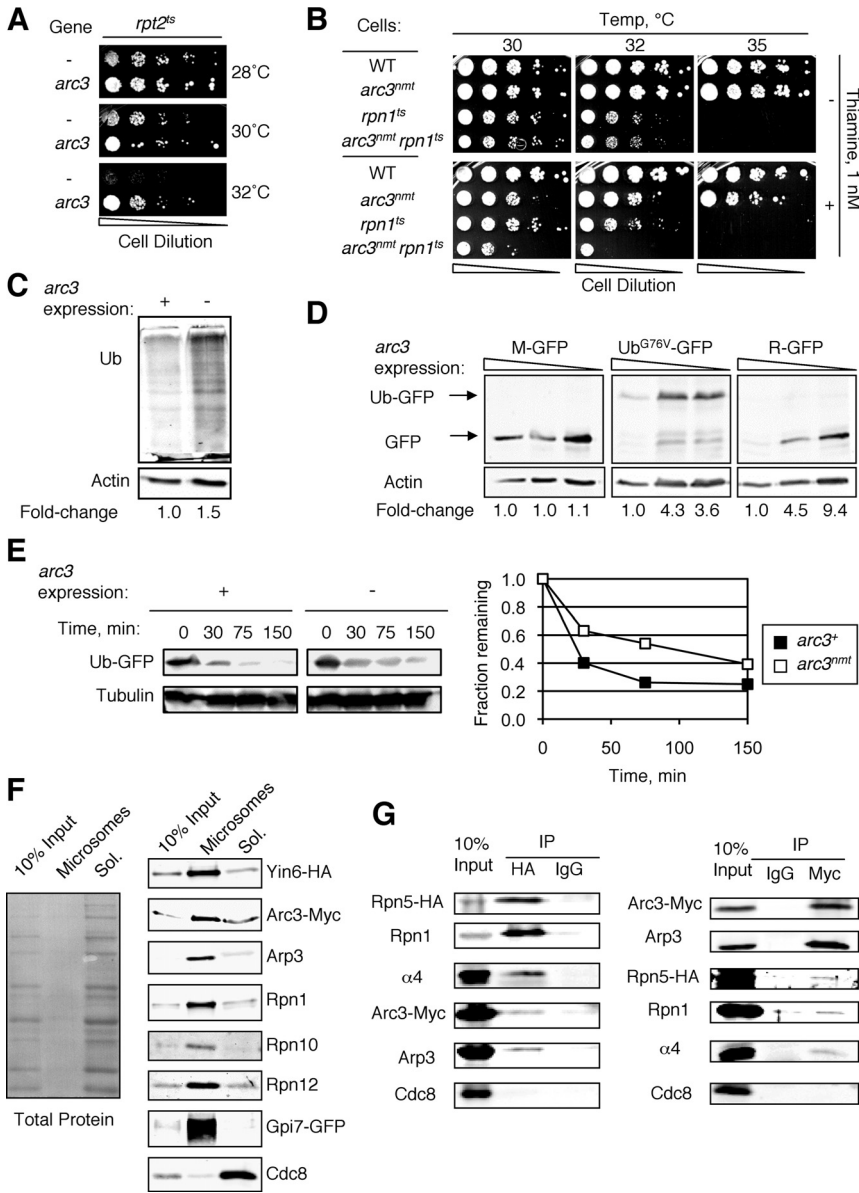 A
Gene rpt2ts
-
arc3
28˚C
-
arc3
30˚C
-
arc3
32˚C
Cell Dilution
B
Cells:
Temp, °C
30 32 35
WT
arc3nmt
rpn1ts
arc3nmt rpn1ts
-
WT
arc3nmt
rpn1ts
arc3nmt rpn1ts
+
Thiamine, 1 nM
Cell Dilution
C
arc3
expression: + -
Ub
Actin
Fold-change 1.0 1.5
D
arc3
expression:
M-GFP UbG76V-GFP R-GFP
Ub-GFP
GFP
Actin
Fold-change 1.0 1.0 1.1 1.0 4.3 3.6 1.0 4.5 9.4
E
arc3
expression: + -
Time, min: 0 30 75 150 0 30 75 150
Ub-GFP
Tubulin
Fraction remaining
1.0
0.8
0.6
0.4
0.2
0.0
0 50 100 150
Time, min
arc3+
arc3nmt
F
10% Input
Microsomes
Sol.
Total Protein
10% Input
Microsomes
Sol.
Yin6-HA
Arc3-Myc
Arp3
Rpn1
Rpn10
Rpn12
Gpi7-GFP
Cdc8
G
10%
Input
IP
HA IgG
Rpn5-HA
Rpn1
α4
Arc3-Myc
Arp3
Cdc8
10%
Input
IP
IgG Myc
Arc3-Myc
Arp3
Rpn5-HA
Rpn1
α4
Cdc8